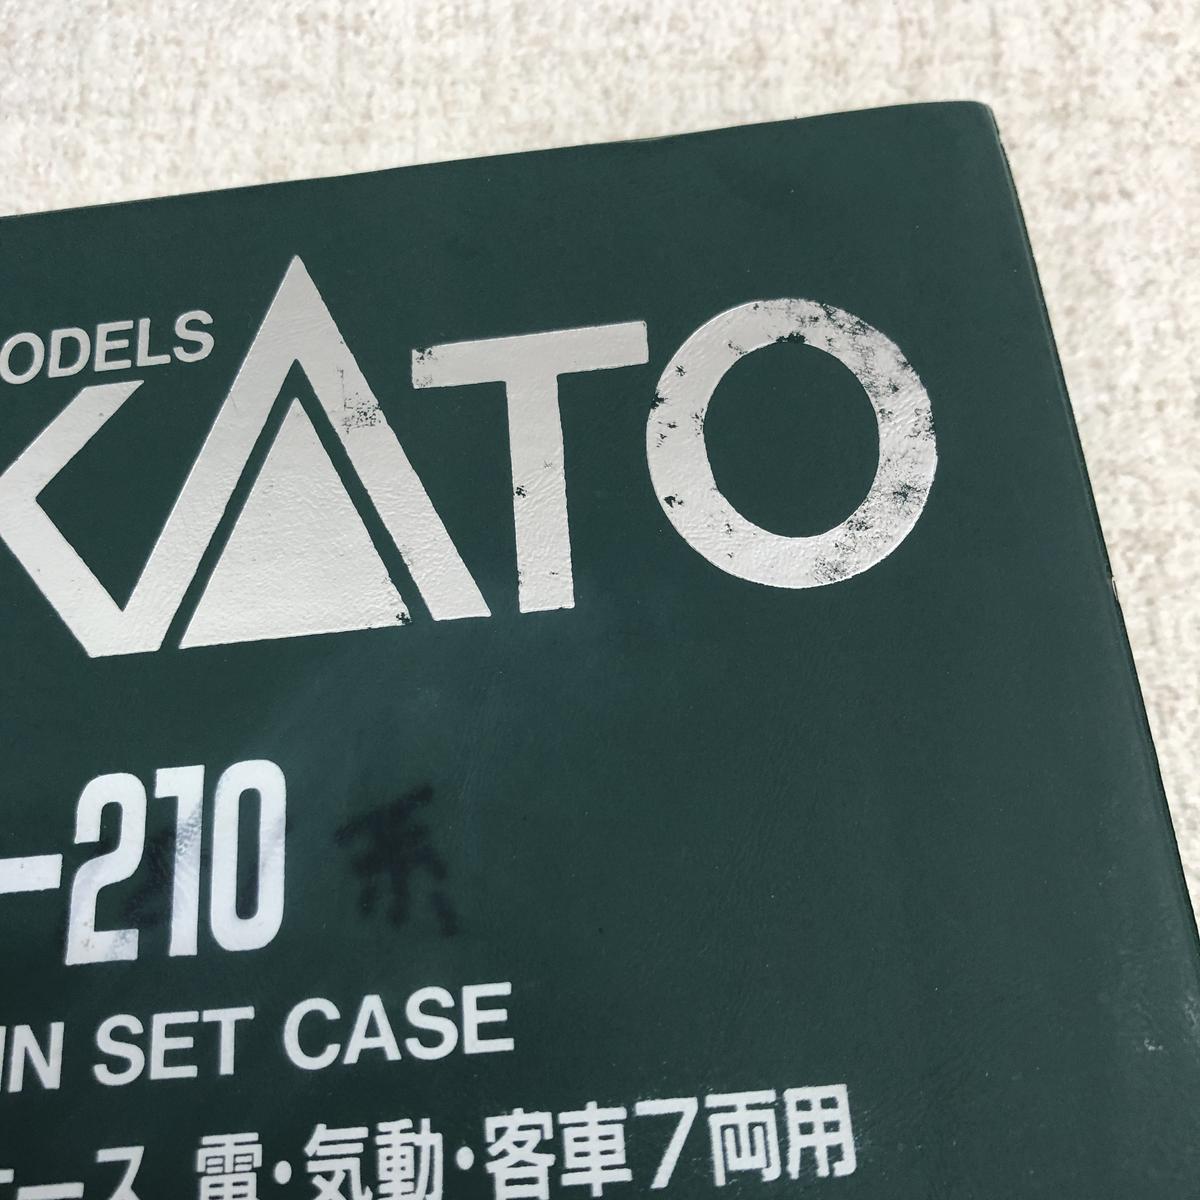 ODELS
KATO
-210 系
IN SET CASE
ース 電・気動・客車7両用